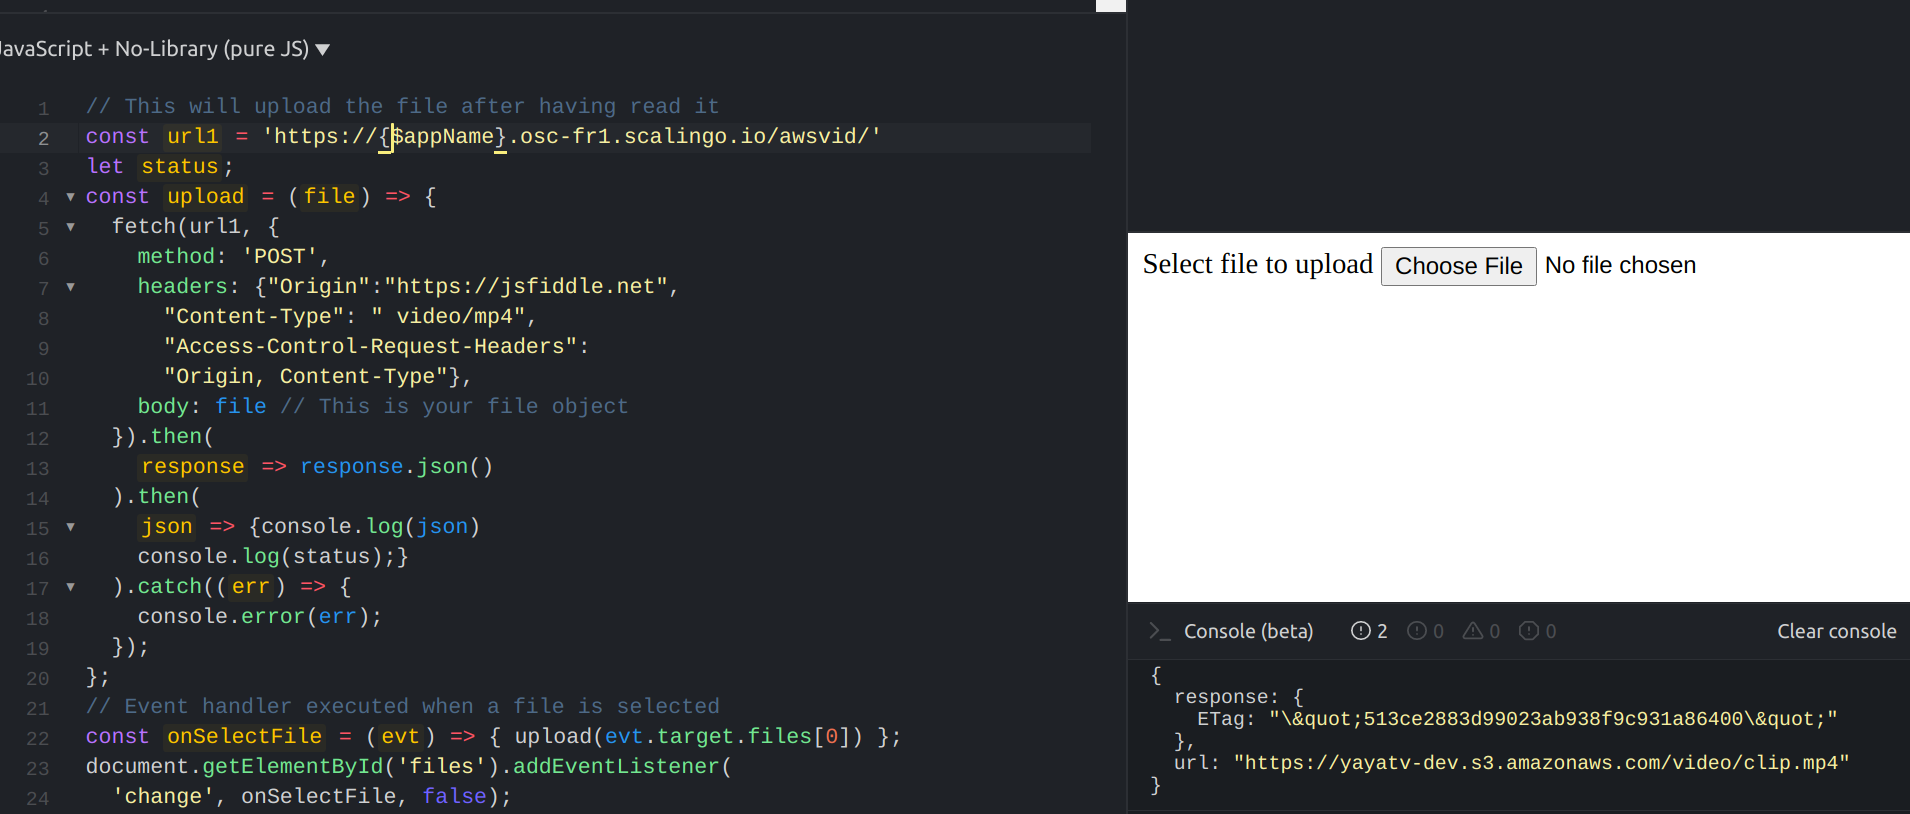 JavaScript + No-Library (pure JS) ▼
1 // This will upload the file after having read it
2 const url1 = 'https://{$appName}.osc-fr1.scalingo.io/awsvid/'
3 let status;
4 const upload = (file) => {
5 fetch(url1, {
6 method: 'POST',
7 headers: {"Origin":"https://jsfiddle.net",
8 "Content-Type": " video/mp4",
9 "Access-Control-Request-Headers":
10 "Origin, Content-Type"},
11 body: file // This is your file object
12 }).then(
13 response => response.json()
14 ).then(
15 json => {console.log(json)
16 console.log(status);}
17 ).catch((err) => {
18 console.error(err);
19 });
20 };
21 // Event handler executed when a file is selected
22 const onSelectFile = (evt) => { upload(evt.target.files[0]) };
23 document.getElementById('files').addEventListener(
24 'change', onSelectFile, false);
Select file to upload Choose File No file chosen
>_ Console (beta) 2 0 0 0 Clear console
{
response: {
ETag: "\&quot;513ce2883d99023ab938f9c931a86400\&quot;"
},
url: "https://yayatv-dev.s3.amazonaws.com/video/clip.mp4"
}